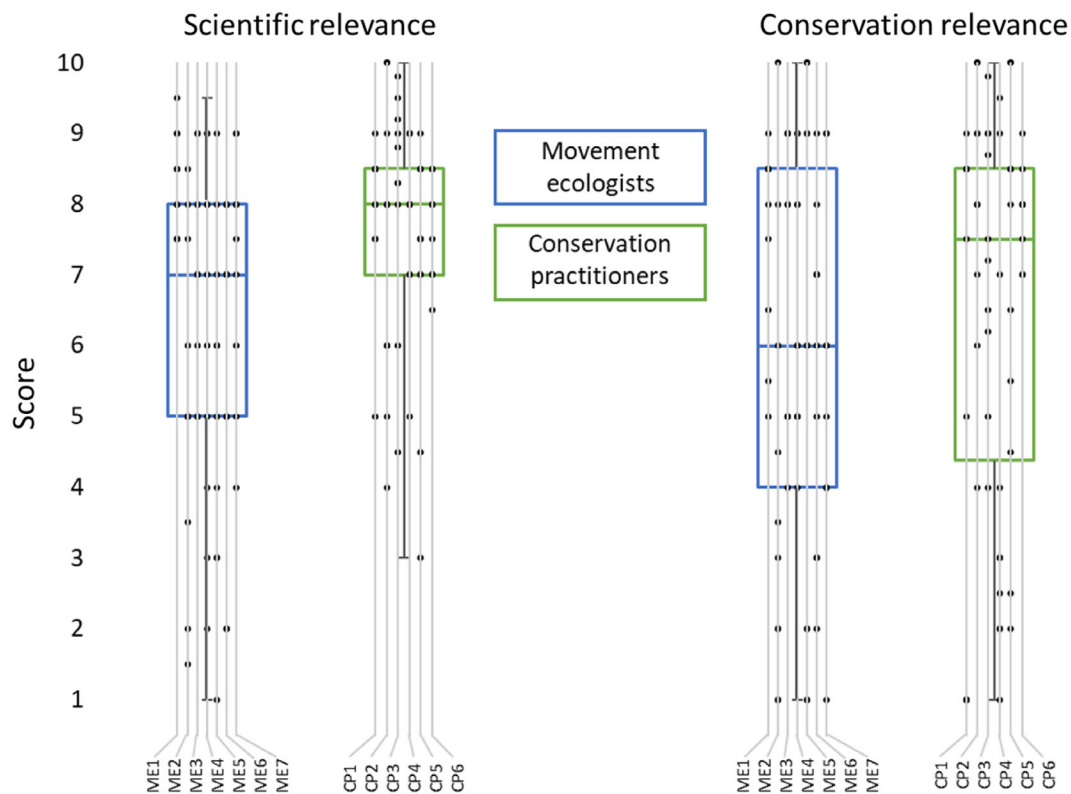 Scientific relevance
Conservation relevance
10
9
8
7
6
5
4
3
2
1
Score
Movement
ecologists
Conservation
practitioners
ME1
ME2
ME3
ME4
ME5
ME6
ME7
CP1
CP2
CP3
CP4
CP5
CP6
ME1
ME2
ME3
ME4
ME5
ME6
ME7
CP1
CP2
CP3
CP4
CP5
CP6